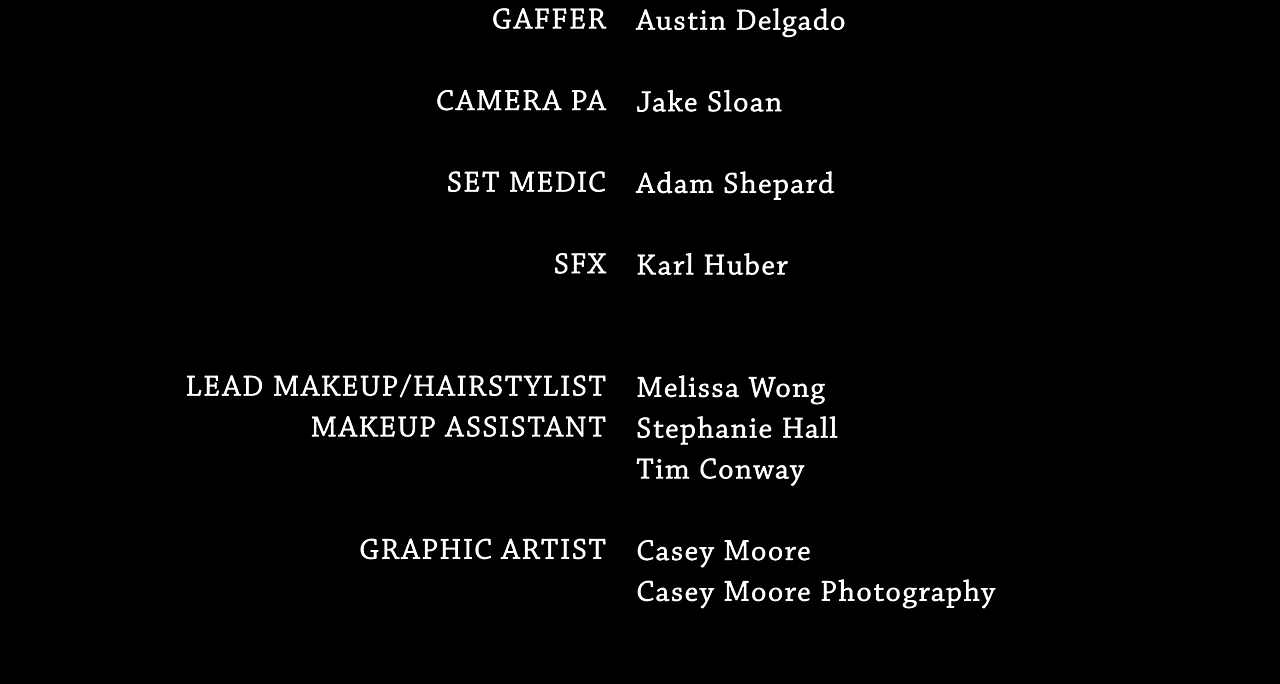 GAFFER Austin Delgado
CAMERA PA Jake Sloan
SET MEDIC Adam Shepard
SFX Karl Huber
LEAD MAKEUP/HAIRSTYLIST Melissa Wong
MAKEUP ASSISTANT Stephanie Hall
Tim Conway
GRAPHIC ARTIST Casey Moore
Casey Moore Photography